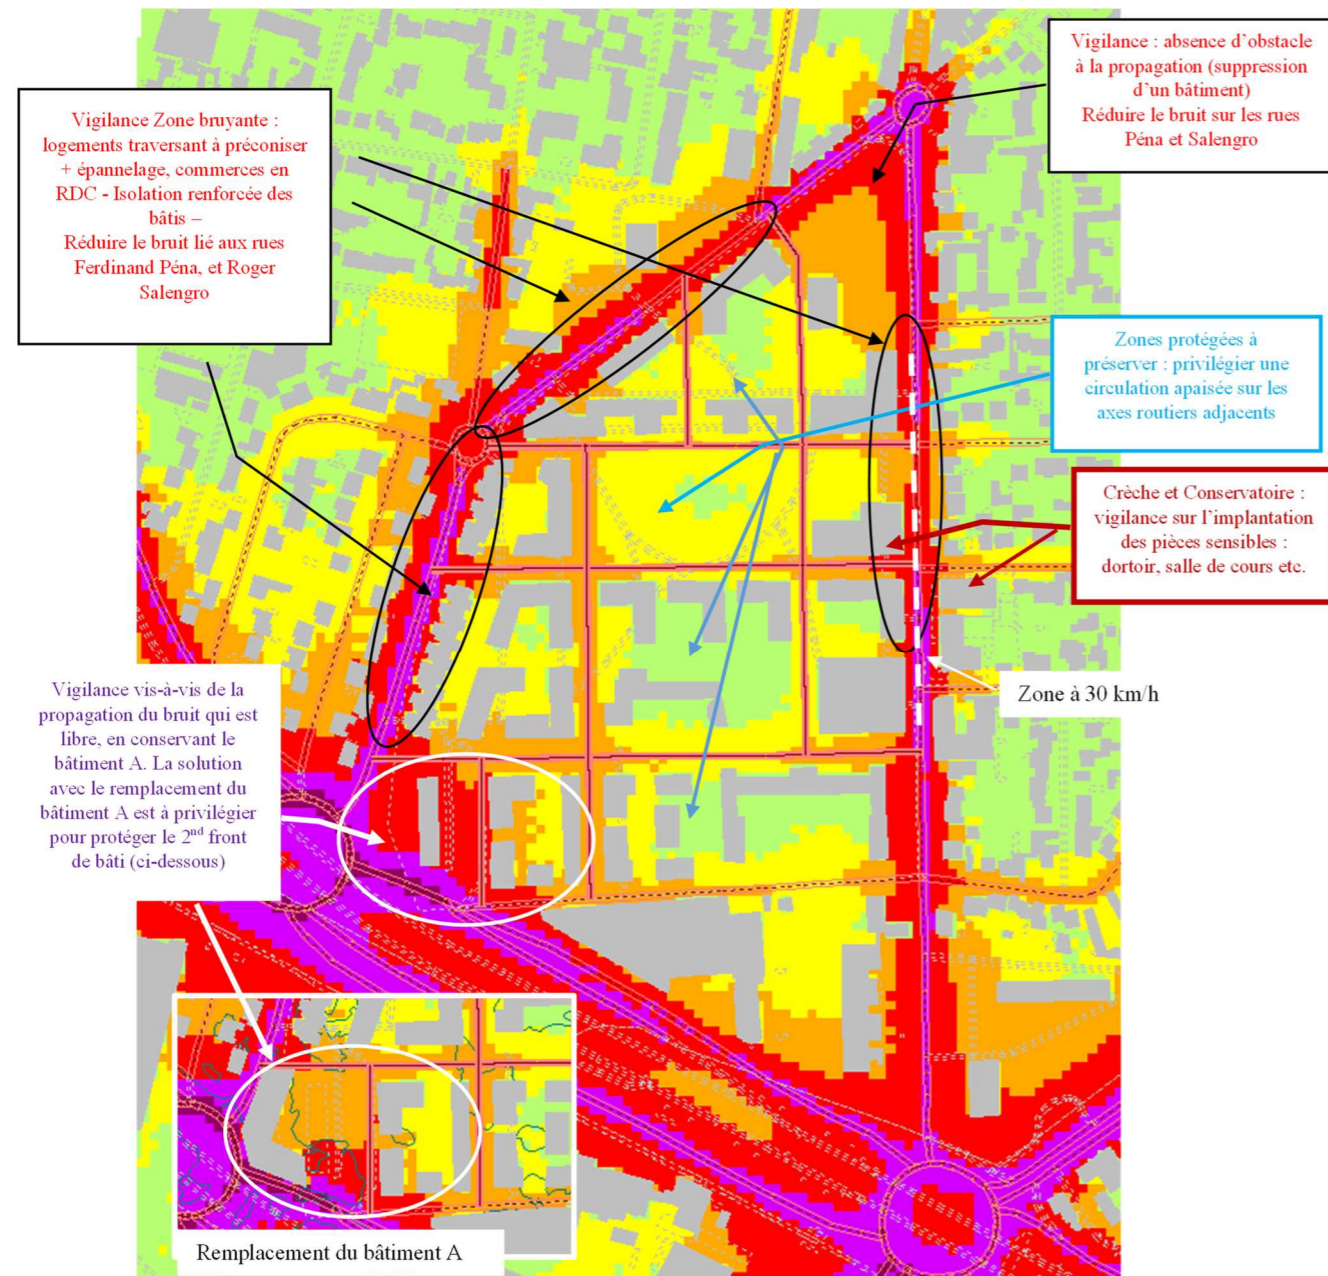 Vigilance Zone bruyante :
logements traversant à préconiser
+ épannelage, commerces en
RDC - Isolation renforcée des
bâtis –
Réduire le bruit lié aux rues
Ferdinand Péna, et Roger
Salengro
Vigilance : absence d’obstacle
à la propagation (suppression
d’un bâtiment)
Réduire le bruit sur les rues
Péna et Salengro
Zones protégées à
préserver : privilégier une
circulation apaisée sur les
axes routiers adjacents
Crèche et Conservatoire :
vigilance sur l’implantation
des pièces sensibles :
dortoir, salle de cours etc.
Zone à 30 km/h
Vigilance vis-à-vis de la
propagation du bruit qui est
libre, en conservant le
bâtiment A. La solution
avec le remplacement du
bâtiment A est à privilégier
pour protéger le 2nd front
de bâti (ci-dessous)
Remplacement du bâtiment A